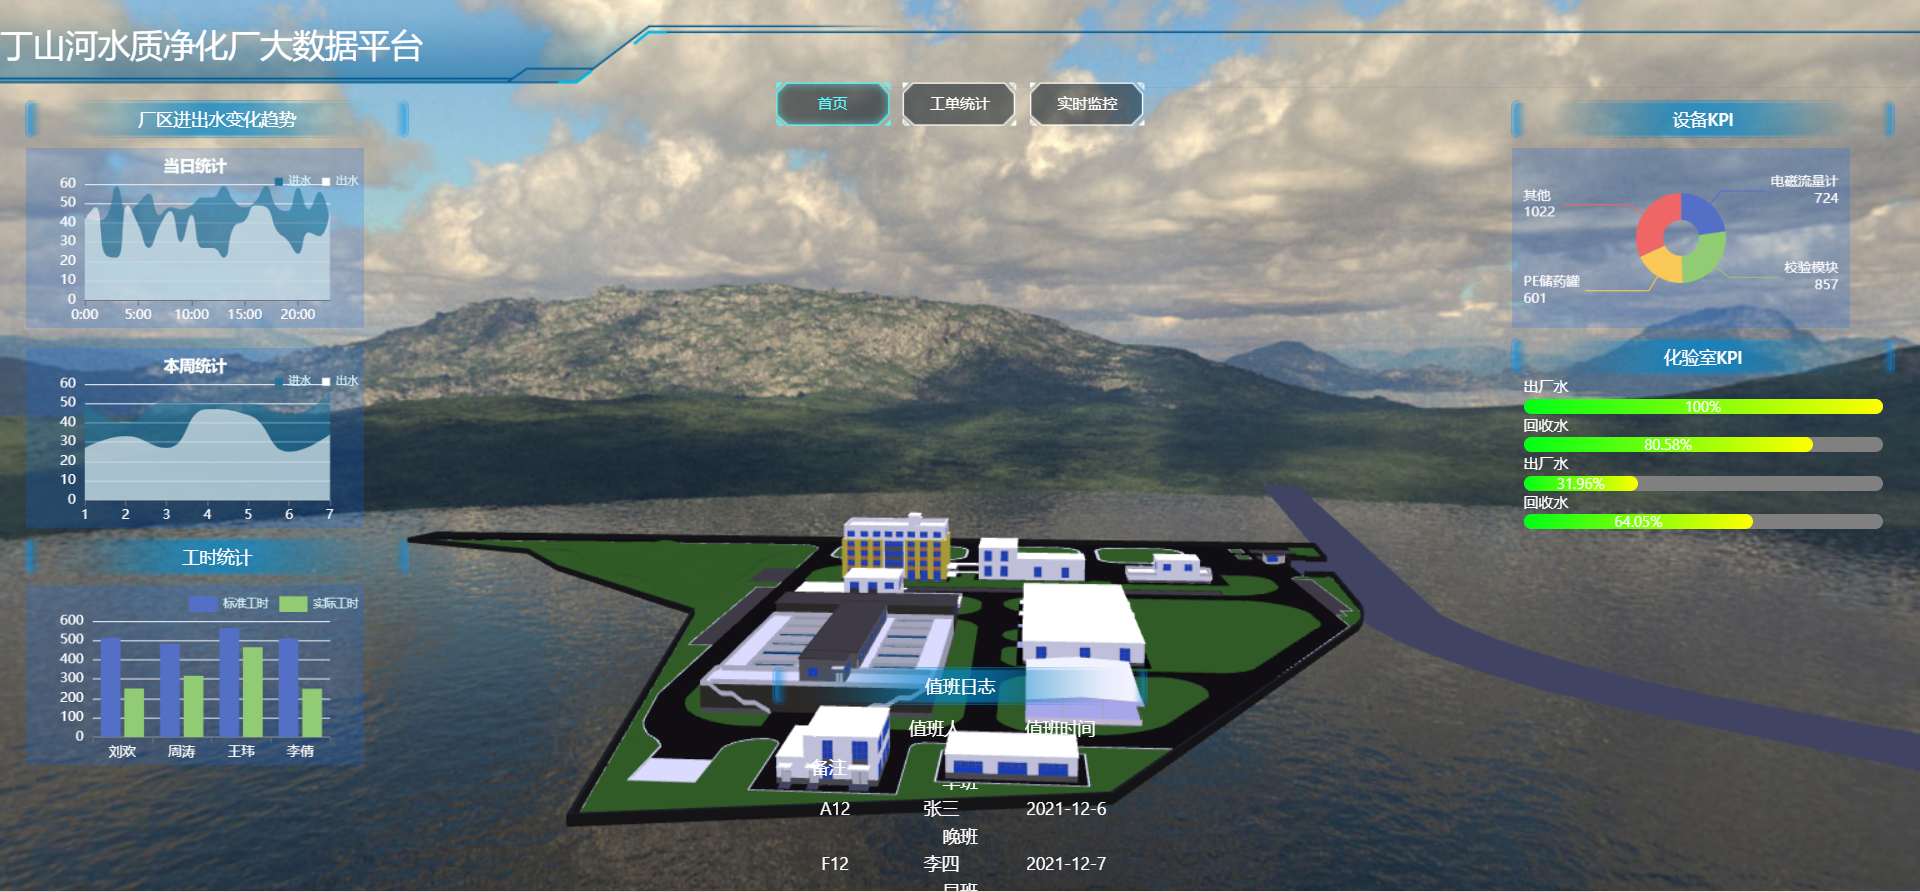 丁山河水质净化厂大数据平台
首页 工单统计 实时监控
厂区进出水变化趋势
当日统计
进水 出水
60
50
40
30
20
10
0
0:00 5:00 10:00 15:00 20:00
本周统计
进水 出水
60
50
40
30
20
10
0
1 2 3 4 5 6 7
工时统计
标准工时 实际工时
600
500
400
300
200
100
0
刘欢 周涛 王玮 李倩
设备KPI
电磁流量计
724
其他
1022
校验模块
857
PE储药罐
601
化验室KPI
出厂水
100%
回收水
80.58%
出厂水
31.96%
回收水
64.05%
值班日志
值班人 值班时间
备注
早班
A12 张三 2021-12-6
晚班
F12 李四 2021-12-7
早班